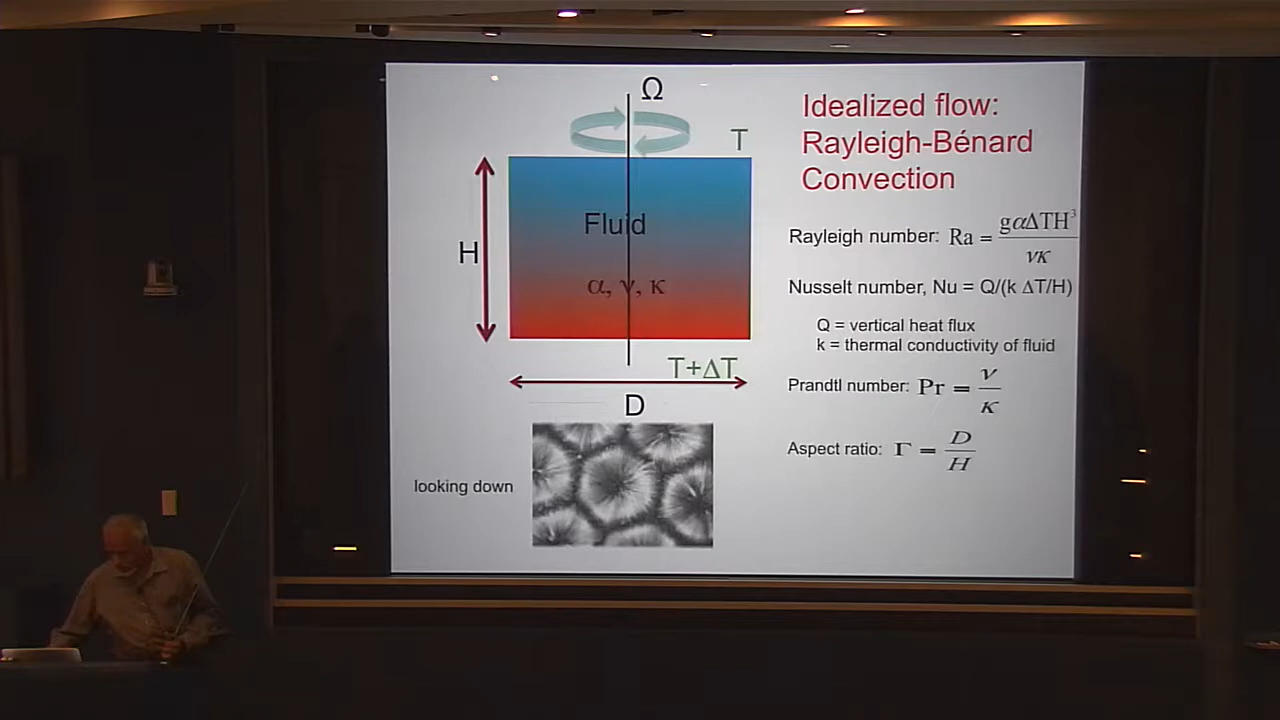 Ω
T
Fluid
H
α, ν, κ
T+ΔT
D
looking down
Idealized flow:
Rayleigh-Bénard
Convection
Rayleigh number: Ra = gαΔTH³ / νκ
Nusselt number, Nu = Q/(k ΔT/H)
Q = vertical heat flux
k = thermal conductivity of fluid
Prandtl number: Pr = ν / κ
Aspect ratio: Γ = D / H